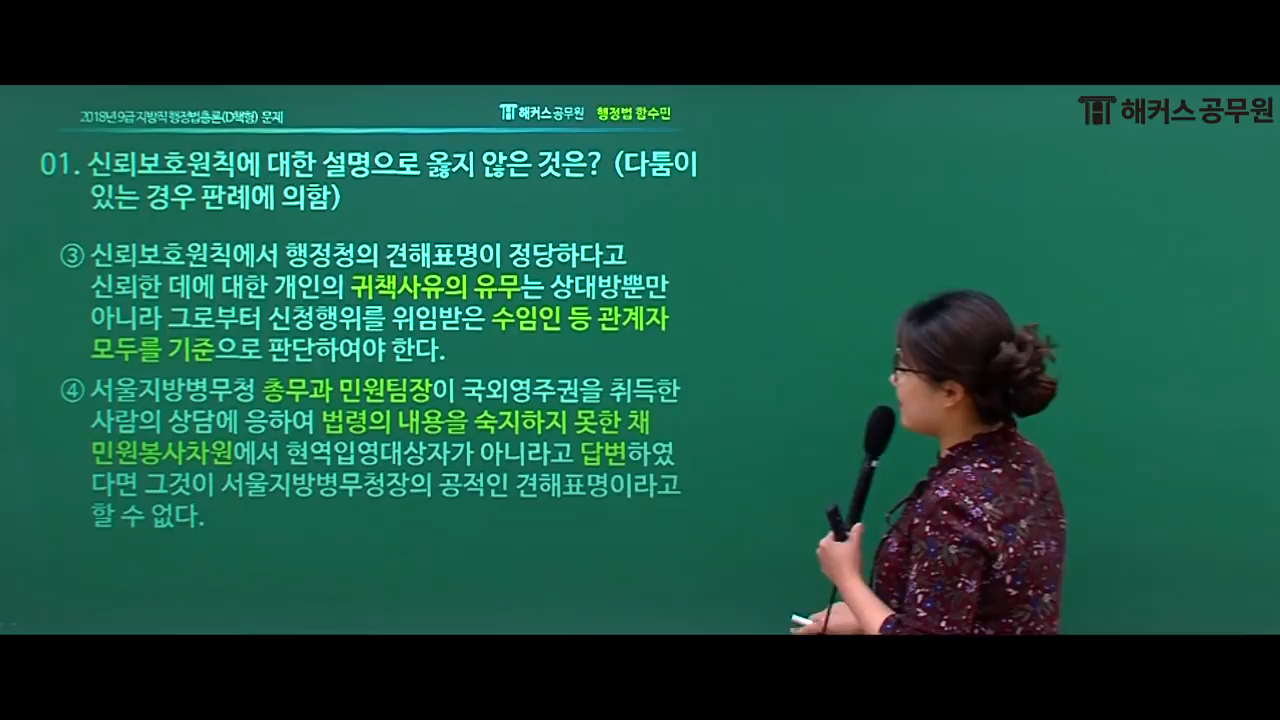 2018년 9급 지방직 행정법총론(D책형) 문제
해커스공무원 행정법 함수민
해커스공무원
01. 신뢰보호원칙에 대한 설명으로 옳지 않은 것은? (다툼이
있는 경우 판례에 의함)
③ 신뢰보호원칙에서 행정청의 견해표명이 정당하다고
신뢰한 데에 대한 개인의 귀책사유의 유무는 상대방뿐만
아니라 그로부터 신청행위를 위임받은 수임인 등 관계자
모두를 기준으로 판단하여야 한다.
④ 서울지방병무청 총무과 민원팀장이 국외영주권을 취득한
사람의 상담에 응하여 법령의 내용을 숙지하지 못한 채
민원봉사차원에서 현역입영대상자가 아니라고 답변하였
다면 그것이 서울지방병무청장의 공적인 견해표명이라고
할 수 없다.